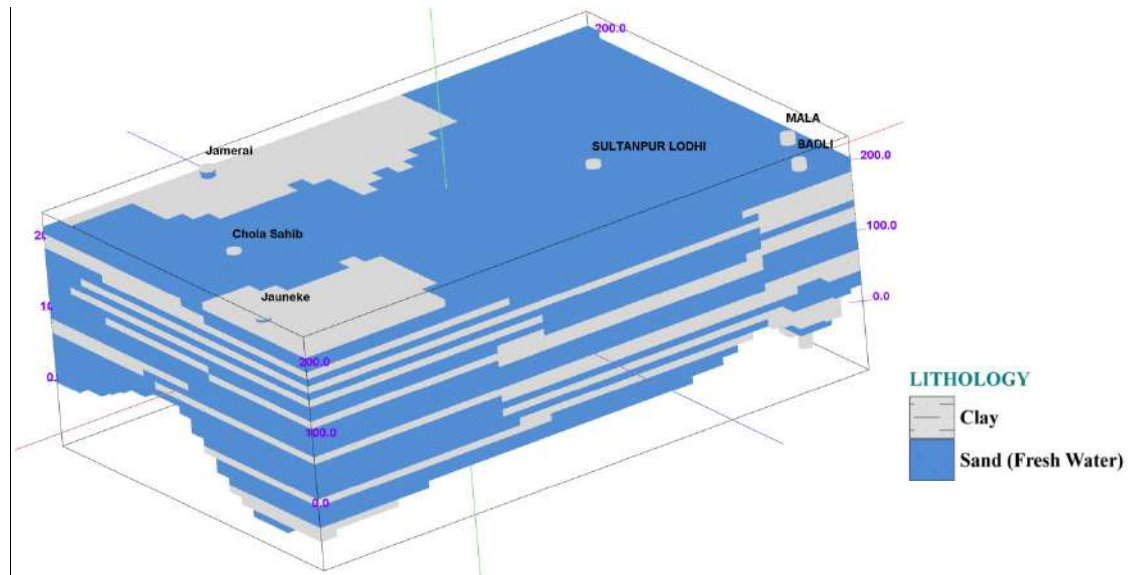 200.0
MALA
BADLI
SULTANPUR LODHI
200.0
Jamerai
Chola Sahib
100.0
Jauneke
0.0
200.0
100.0
0.0
0.
LITHOLOGY
Clay
Sand (Fresh Water)